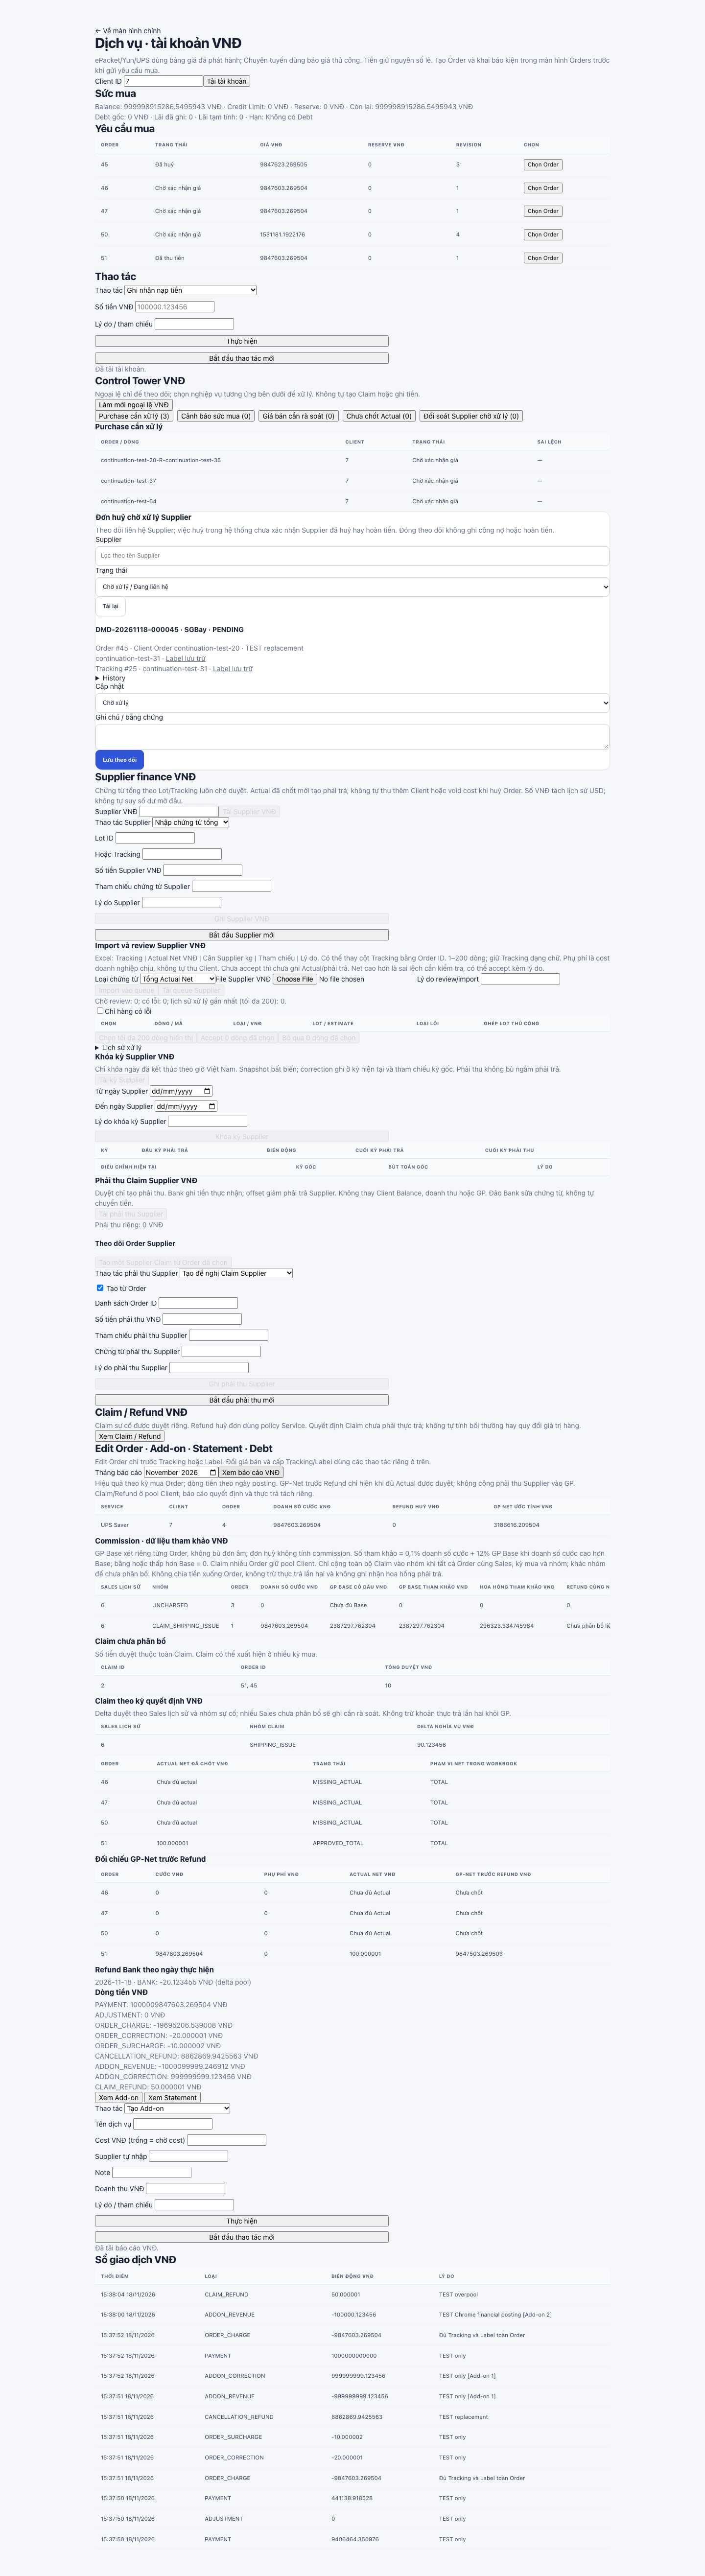 ← Về màn hình chính
Dịch vụ · tài khoản VNĐ
ePacket/Yun/UPS dùng bảng giá đã phát hành; Chuyên tuyến dùng báo giá thủ công. Tiền giữ nguyên số lẻ. Tạo Order và khai báo kiện trong màn hình Orders trước
khi gửi yêu cầu mua.
Client ID 7 Tải tài khoản
Sức mua
Balance: 999998915286.5495943 VNĐ · Credit Limit: 0 VNĐ · Reserve: 0 VNĐ · Còn lại: 999998915286.5495943 VNĐ
Debt gốc: 0 VNĐ · Lãi đã ghi: 0 · Lãi tạm tính: 0 · Hạn: Không có Debt
Yêu cầu mua
ORDER TRẠNG THÁI GIÁ VNĐ RESERVE VNĐ REVISION CHỌN
45 Đã huỷ 9847623.269505 0 3 Chọn Order
46 Chờ xác nhận giá 9847603.269504 0 1 Chọn Order
47 Chờ xác nhận giá 9847603.269504 0 1 Chọn Order
50 Chờ xác nhận giá 1531181.1922176 0 4 Chọn Order
51 Đã thu tiền 9847603.269504 0 1 Chọn Order
Thao tác
Thao tác Ghi nhận nạp tiền
Số tiền VNĐ 100000.123456
Lý do / tham chiếu
Thực hiện
Bắt đầu thao tác mới
Đã tải tài khoản.
Control Tower VNĐ
Ngoại lệ chỉ để theo dõi; chọn nghiệp vụ tương ứng bên dưới để xử lý. Không tự tạo Claim hoặc ghi tiền.
Làm mới ngoại lệ VNĐ
Purchase cần xử lý (3) Cảnh báo sức mua (0) Giá bán cần rà soát (0) Chưa chốt Actual (0) Đối soát Supplier chờ xử lý (0)
Purchase cần xử lý
ORDER / DÒNG CLIENT TRẠNG THÁI SAI LỆCH
continuation-test-20-R-continuation-test-35 7 Chờ xác nhận giá —
continuation-test-37 7 Chờ xác nhận giá —
continuation-test-64 7 Chờ xác nhận giá —
Đơn huỷ chờ xử lý Supplier
Theo dõi liên hệ Supplier; việc huỷ trong hệ thống chưa xác nhận Supplier đã huỷ hay hoàn tiền. Đóng theo dõi không ghi công nợ hoặc hoàn tiền.
Supplier
Lọc theo tên Supplier
Trạng thái
Chờ xử lý / Đang liên hệ
Tải lại
DMD-20261118-000045 · SGBay · PENDING
Order #45 · Client Order continuation-test-20 · TEST replacement
continuation-test-31 · Label lưu trữ
Tracking #25 · continuation-test-31 · Label lưu trữ
▶ History
Cập nhật
Chờ xử lý
Ghi chú / bằng chứng
Lưu theo dõi
Supplier finance VNĐ
Chứng từ tổng theo Lot/Tracking luôn chờ duyệt. Actual đã chốt mới tạo phải trả; không tự thu thêm Client hoặc void cost khi huỷ Order. Sổ VNĐ tách lịch sử USD;
không tự suy số dư mở đầu.
Supplier VNĐ Tải Supplier VNĐ
Thao tác Supplier Nhập chứng từ tổng
Lot ID
Hoặc Tracking
Số tiền Supplier VNĐ
Tham chiếu chứng từ Supplier
Lý do Supplier
Ghi Supplier VNĐ
Bắt đầu Supplier mới
Import và review Supplier VNĐ
Excel: Tracking | Actual Net VNĐ | Cân Supplier kg | Tham chiếu | Lý do. Có thể thay cột Tracking bằng Order ID. 1–200 dòng; giữ Tracking dạng chữ. Phụ phí là cost
doanh nghiệp chịu, không tự thu Client. Chưa accept thì chưa ghi Actual/phải trả. Net cao hơn là sai lệch cần kiểm tra, có thể accept kèm lý do.
Loại chứng từ Tổng Actual Net File Supplier VNĐ Choose File No file chosen Lý do review/import
Import vào queue Tải queue Supplier
Chờ review: 0; có lỗi: 0; lịch sử xử lý gần nhất (tối đa 200): 0.
Chỉ hàng có lỗi
CHỌN DÒNG / MÃ LOẠI / VNĐ LOT / ESTIMATE LOẠI LỖI GHÉP LOT THỦ CÔNG
Chọn tối đa 200 dòng hiển thị Accept 0 dòng đã chọn Bỏ qua 0 dòng đã chọn
▶ Lịch sử xử lý
Khóa kỳ Supplier VNĐ
Chỉ khóa ngày đã kết thúc theo giờ Việt Nam. Snapshot bất biến; correction ghi ở kỳ hiện tại và tham chiếu kỳ gốc. Phải thu không bù ngầm phải trả.
Tải kỳ Supplier
Từ ngày Supplier dd/mm/yyyy
Đến ngày Supplier dd/mm/yyyy
Lý do khóa kỳ Supplier
Khóa kỳ Supplier
KỲ ĐẦU KỲ PHẢI TRẢ BIẾN ĐỘNG CUỐI KỲ PHẢI TRẢ CUỐI KỲ PHẢI THU
ĐIỀU CHỈNH HIỆN TẠI KỲ GỐC BÚT TOÁN GỐC LÝ DO
Phải thu Claim Supplier VNĐ
Duyệt chỉ tạo phải thu. Bank ghi tiền thực nhận; offset giảm phải trả Supplier. Không thay Client Balance, doanh thu hoặc GP. Đảo Bank sửa chứng từ, không tự
chuyển tiền.
Tải phải thu Supplier
Phải thu riêng: 0 VNĐ
Theo dõi Order Supplier
Tạo một Supplier Claim từ Order đã chọn
Thao tác phải thu Supplier Tạo đề nghị Claim Supplier
Tạo từ Order
Danh sách Order ID
Số tiền phải thu VNĐ
Tham chiếu phải thu Supplier
Chứng từ phải thu Supplier
Lý do phải thu Supplier
Ghi phải thu Supplier
Bắt đầu phải thu mới
Claim / Refund VNĐ
Claim sự cố được duyệt riêng. Refund huỷ đơn dùng policy Service. Quyết định Claim chưa phải thực trả; không tự tính bồi thường hay quy đổi giá trị hàng.
Xem Claim / Refund
Edit Order · Add-on · Statement · Debt
Edit Order chỉ trước Tracking hoặc Label. Đổi giá bán và cấp Tracking/Label dùng các thao tác riêng ở trên.
Tháng báo cáo November 2026 Xem báo cáo VNĐ
Hiệu quả theo kỳ mua Order; dòng tiền theo ngày posting. GP-Net trước Refund chỉ hiện khi đủ Actual được duyệt; không cộng phải thu Supplier vào GP.
Claim/Refund ở pool Client; báo cáo quyết định và thực trả tách riêng.
SERVICE CLIENT ORDER DOANH SỐ CƯỚC VNĐ REFUND HUỶ VNĐ GP NET ƯỚC TÍNH VNĐ
UPS Saver 7 4 9847603.269504 0 3186616.209504
Commission · dữ liệu tham khảo VNĐ
GP Base xét riêng từng Order, không bù đơn âm; đơn huỷ không tính commission. Số tham khảo = 0,1% doanh số cước + 12% GP Base khi doanh số cước cao hơn
Base; bằng hoặc thấp hơn Base = 0. Claim nhiều Order giữ pool Client. Chỉ cộng toàn bộ Claim vào nhóm khi tất cả Order cùng Sales, kỳ mua và nhóm; khác nhóm
để chưa phân bổ. Không chia tiền xuống Order, không trừ thực trả lần hai và không ghi nhận hoa hồng phải trả.
SALES LỊCH SỬ NHÓM ORDER DOANH SỐ CƯỚC VNĐ GP BASE CÓ DẤU VNĐ GP BASE THAM KHẢO VNĐ HOA HỒNG THAM KHẢO VNĐ REFUND CÙNG N
6 UNCHARGED 3 0 Chưa đủ Base 0 0 0
6 CLAIM_SHIPPING_ISSUE 1 9847603.269504 2387297.762304 2387297.762304 296323.334745984 Chưa phân bổ
Claim chưa phân bổ
Số tiền duyệt thuộc toàn Claim. Claim có thể xuất hiện ở nhiều kỳ mua.
CLAIM ID ORDER ID TỔNG DUYỆT VNĐ
2 51, 45 10
Claim theo kỳ quyết định VNĐ
Delta duyệt theo Sales lịch sử và nhóm sự cố; nhiều Sales chưa phân bổ sẽ ghi cần rà soát. Không trừ khoản thực trả lần hai khỏi GP.
SALES LỊCH SỬ NHÓM CLAIM DELTA NGHĨA VỤ VNĐ
6 SHIPPING_ISSUE 90.123456
ORDER ACTUAL NET ĐÃ CHỐT VNĐ TRẠNG THÁI PHẠM VI NET TRONG WORKBOOK
46 Chưa đủ actual MISSING_ACTUAL TOTAL
47 Chưa đủ actual MISSING_ACTUAL TOTAL
50 Chưa đủ actual MISSING_ACTUAL TOTAL
51 100.000001 APPROVED_TOTAL TOTAL
Đối chiếu GP-Net trước Refund
ORDER CƯỚC VNĐ PHỤ PHÍ VNĐ ACTUAL NET VNĐ GP-NET TRƯỚC REFUND VNĐ
46 0 0 Chưa đủ Actual Chưa chốt
47 0 0 Chưa đủ Actual Chưa chốt
50 0 0 Chưa đủ Actual Chưa chốt
51 9847603.269504 0 100.000001 9847503.269503
Refund Bank theo ngày thực hiện
2026-11-18 · BANK: -20.123455 VNĐ (delta pool)
Dòng tiền VNĐ
PAYMENT: 1000009847603.269504 VNĐ
ADJUSTMENT: 0 VNĐ
ORDER_CHARGE: -19695206.539008 VNĐ
ORDER_CORRECTION: -20.000001 VNĐ
ORDER_SURCHARGE: -10.000002 VNĐ
CANCELLATION_REFUND: 8862869.9425563 VNĐ
ADDON_REVENUE: -1000099999.246912 VNĐ
ADDON_CORRECTION: 999999999.123456 VNĐ
CLAIM_REFUND: 50.000001 VNĐ
Xem Add-on Xem Statement
Thao tác Tạo Add-on
Tên dịch vụ
Cost VNĐ (trống = chờ cost)
Supplier tự nhập
Note
Doanh thu VNĐ
Lý do / tham chiếu
Thực hiện
Bắt đầu thao tác mới
Đã tải báo cáo VNĐ.
Sổ giao dịch VNĐ
THỜI ĐIỂM LOẠI BIẾN ĐỘNG VNĐ LÝ DO
15:38:04 18/11/2026 CLAIM_REFUND 50.000001 TEST overpool
15:38:00 18/11/2026 ADDON_REVENUE -100000.123456 TEST Chrome financial posting [Add-on 2]
15:37:52 18/11/2026 ORDER_CHARGE -9847603.269504 Đủ Tracking và Label toàn Order
15:37:52 18/11/2026 PAYMENT 1000000000000 TEST only
15:37:52 18/11/2026 ADDON_CORRECTION 999999999.123456 TEST only [Add-on 1]
15:37:51 18/11/2026 ADDON_REVENUE -999999999.123456 TEST only [Add-on 1]
15:37:51 18/11/2026 CANCELLATION_REFUND 8862869.9425563 TEST replacement
15:37:51 18/11/2026 ORDER_SURCHARGE -10.000002 TEST only
15:37:51 18/11/2026 ORDER_CORRECTION -20.000001 TEST only
15:37:51 18/11/2026 ORDER_CHARGE -9847603.269504 Đủ Tracking và Label toàn Order
15:37:50 18/11/2026 PAYMENT 441138.918528 TEST only
15:37:50 18/11/2026 ADJUSTMENT 0 TEST only
15:37:50 18/11/2026 PAYMENT 9406464.350976 TEST only